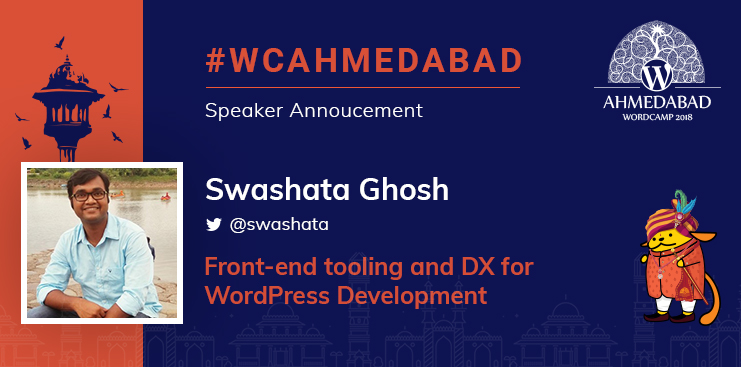 #WCAHMEDABAD
Speaker Annoucement
AHMEDABAD
WORDCAMP 2018
Swashata Ghosh
@swashata
Front-end tooling and DX for
WordPress Development